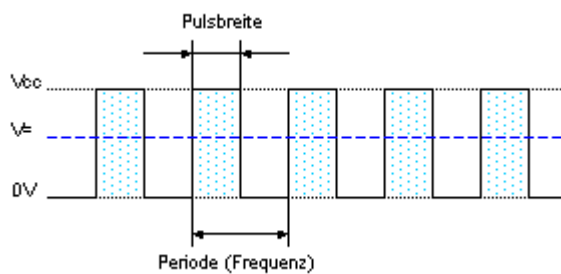 Pulsbreite
Vcc
V=
0V
Periode (Frequenz)